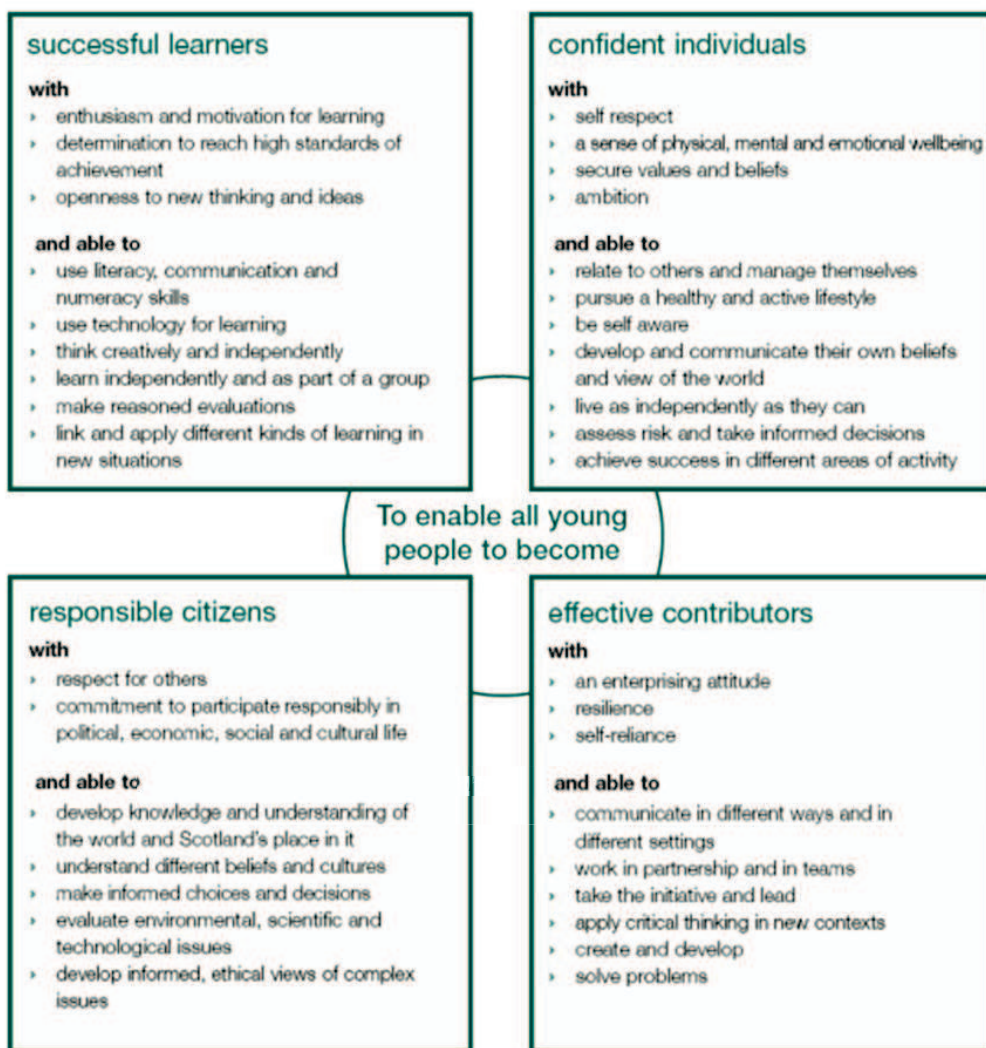 successful learners
with
› enthusiasm and motivation for learning
› determination to reach high standards of
achievement
› openness to new thinking and ideas
and able to
› use literacy, communication and
numeracy skills
› use technology for learning
› think creatively and independently
› learn independently and as part of a group
› make reasoned evaluations
› link and apply different kinds of learning in
new situations
confident individuals
with
› self respect
› a sense of physical, mental and emotional wellbeing
› secure values and beliefs
› ambition
and able to
› relate to others and manage themselves
› pursue a healthy and active lifestyle
› be self aware
› develop and communicate their own beliefs
and view of the world
› live as independently as they can
› assess risk and take informed decisions
› achieve success in different areas of activity
To enable all young
people to become
responsible citizens
with
› respect for others
› commitment to participate responsibly in
political, economic, social and cultural life
and able to
› develop knowledge and understanding of
the world and Scotland's place in it
› understand different beliefs and cultures
› make informed choices and decisions
› evaluate environmental, scientific and
technological issues
› develop informed, ethical views of complex
issues
effective contributors
with
› an enterprising attitude
› resilience
› self-reliance
and able to
› communicate in different ways and in
different settings
› work in partnership and in teams
› take the initiative and lead
› apply critical thinking in new contexts
› create and develop
› solve problems